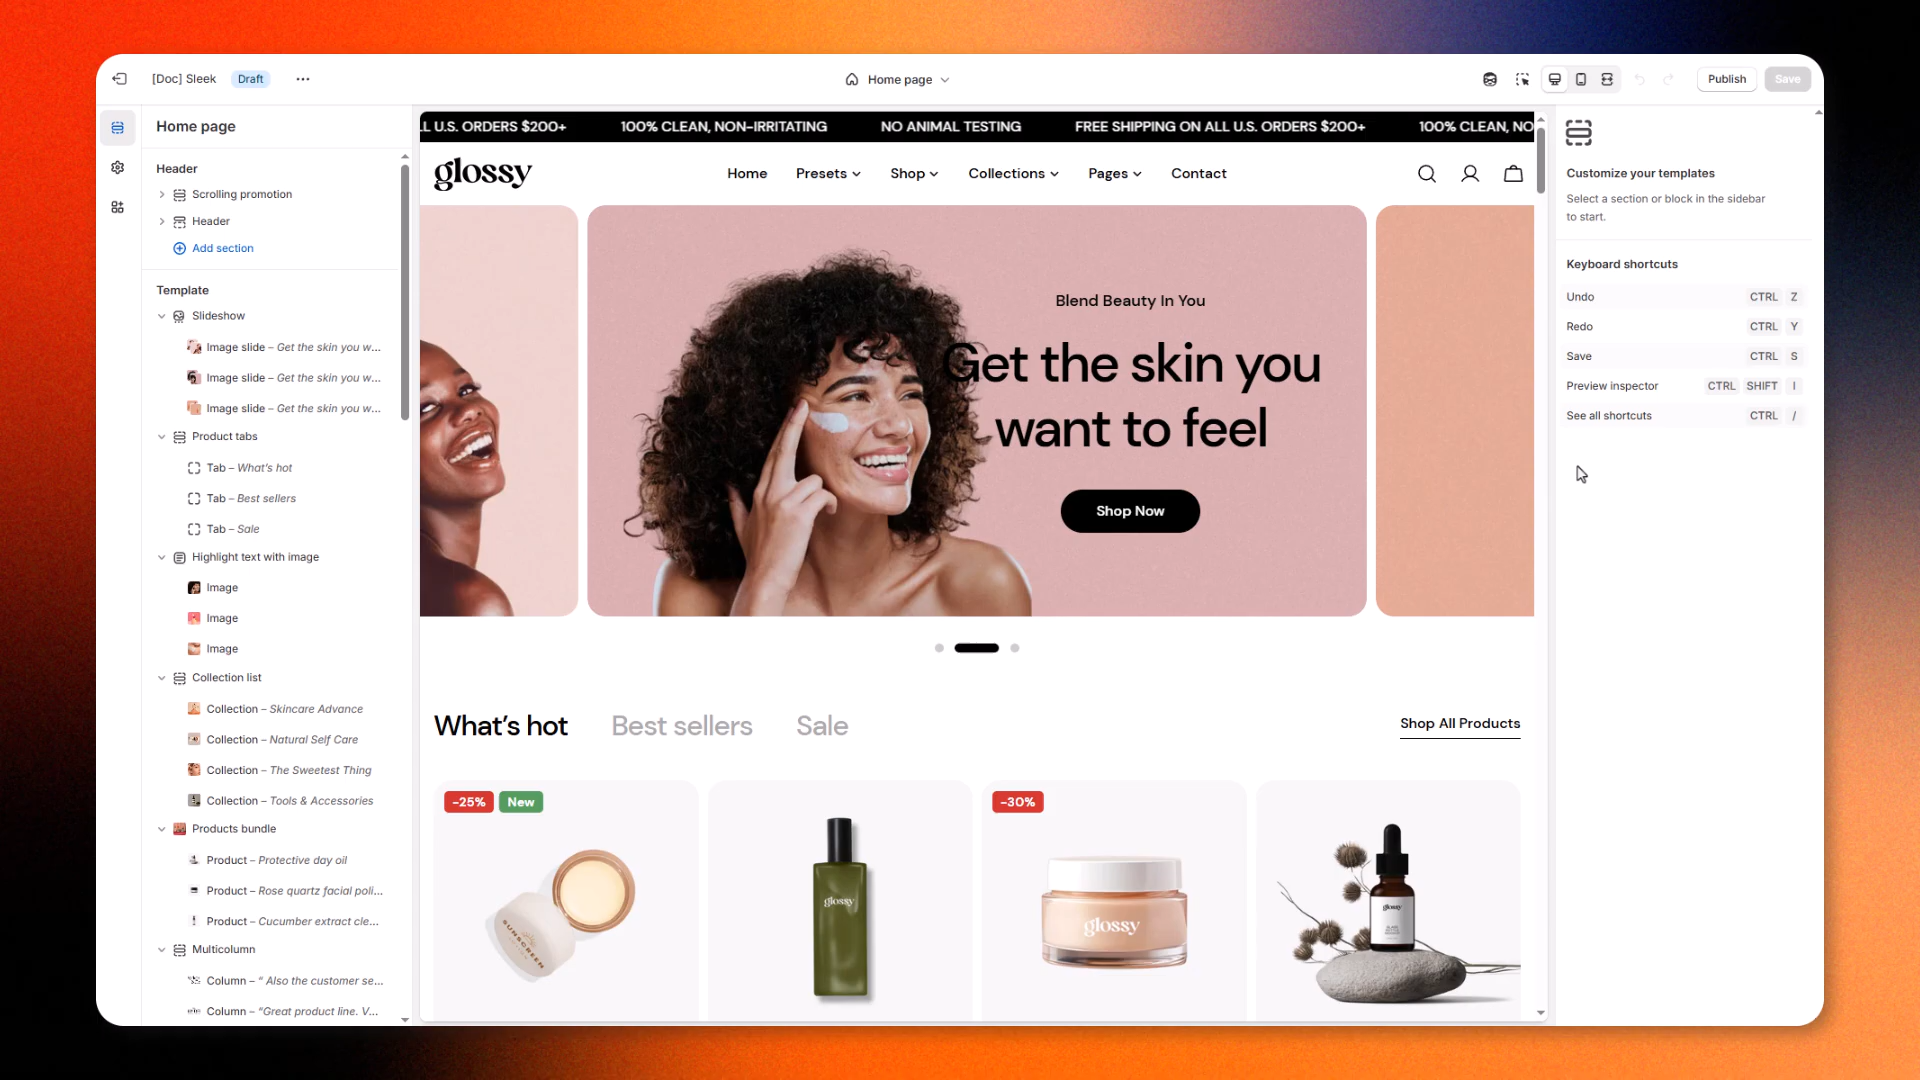 [Doc] Sleek
Draft
Home page
Publish
Save
Home page
Header
Scrolling promotion
Header
Add section
Template
Slideshow
Image slide – Get the skin you w...
Image slide – Get the skin you w...
Image slide – Get the skin you w...
Product tabs
Tab – What's hot
Tab – Best sellers
Tab – Sale
Highlight text with image
Image
Image
Image
Collection list
Collection – Skincare Advance
Collection – Natural Self Care
Collection – The Sweetest Thing
Collection – Tools & Accessories
Products bundle
Product – Protective day oil
Product – Rose quartz facial poli...
Product – Cucumber extract cle...
Multicolumn
Column – “ Also the customer se...
Column – “Great product line. V...
LL U.S. ORDERS $200+
100% CLEAN, NON-IRRITATING
NO ANIMAL TESTING
FREE SHIPPING ON ALL U.S. ORDERS $200+
100% CLEAN, NO
glossy
Home
Presets
Shop
Collections
Pages
Contact
Blend Beauty In You
Get the skin you
want to feel
Shop Now
What’s hot
Best sellers
Sale
Shop All Products
-25%
New
SUNSCREEN
glossy
-30%
glossy
glossy
Customize your templates
Select a section or block in the sidebar
to start.
Keyboard shortcuts
Undo
CTRL Z
Redo
CTRL Y
Save
CTRL S
Preview inspector
CTRL SHIFT I
See all shortcuts
CTRL /